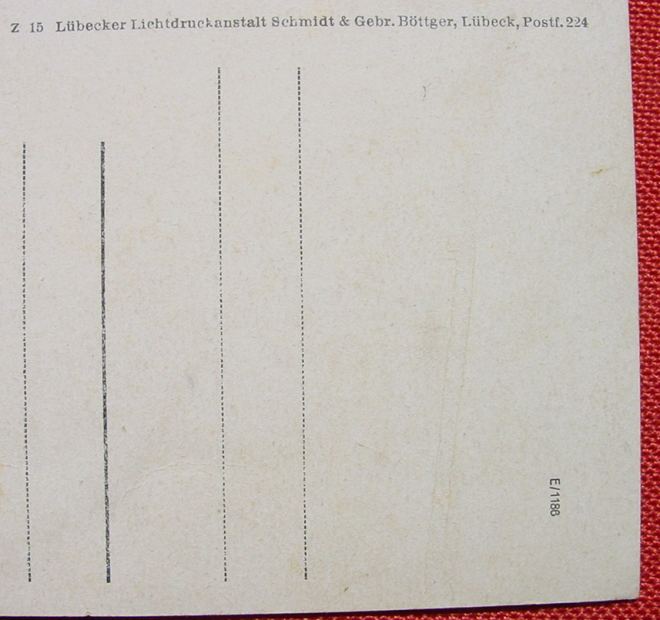 Z 15 Lübecker Lichtdruckanstalt Schmidt & Gebr. Böttger, Lübeck, Postf. 224
E/1186